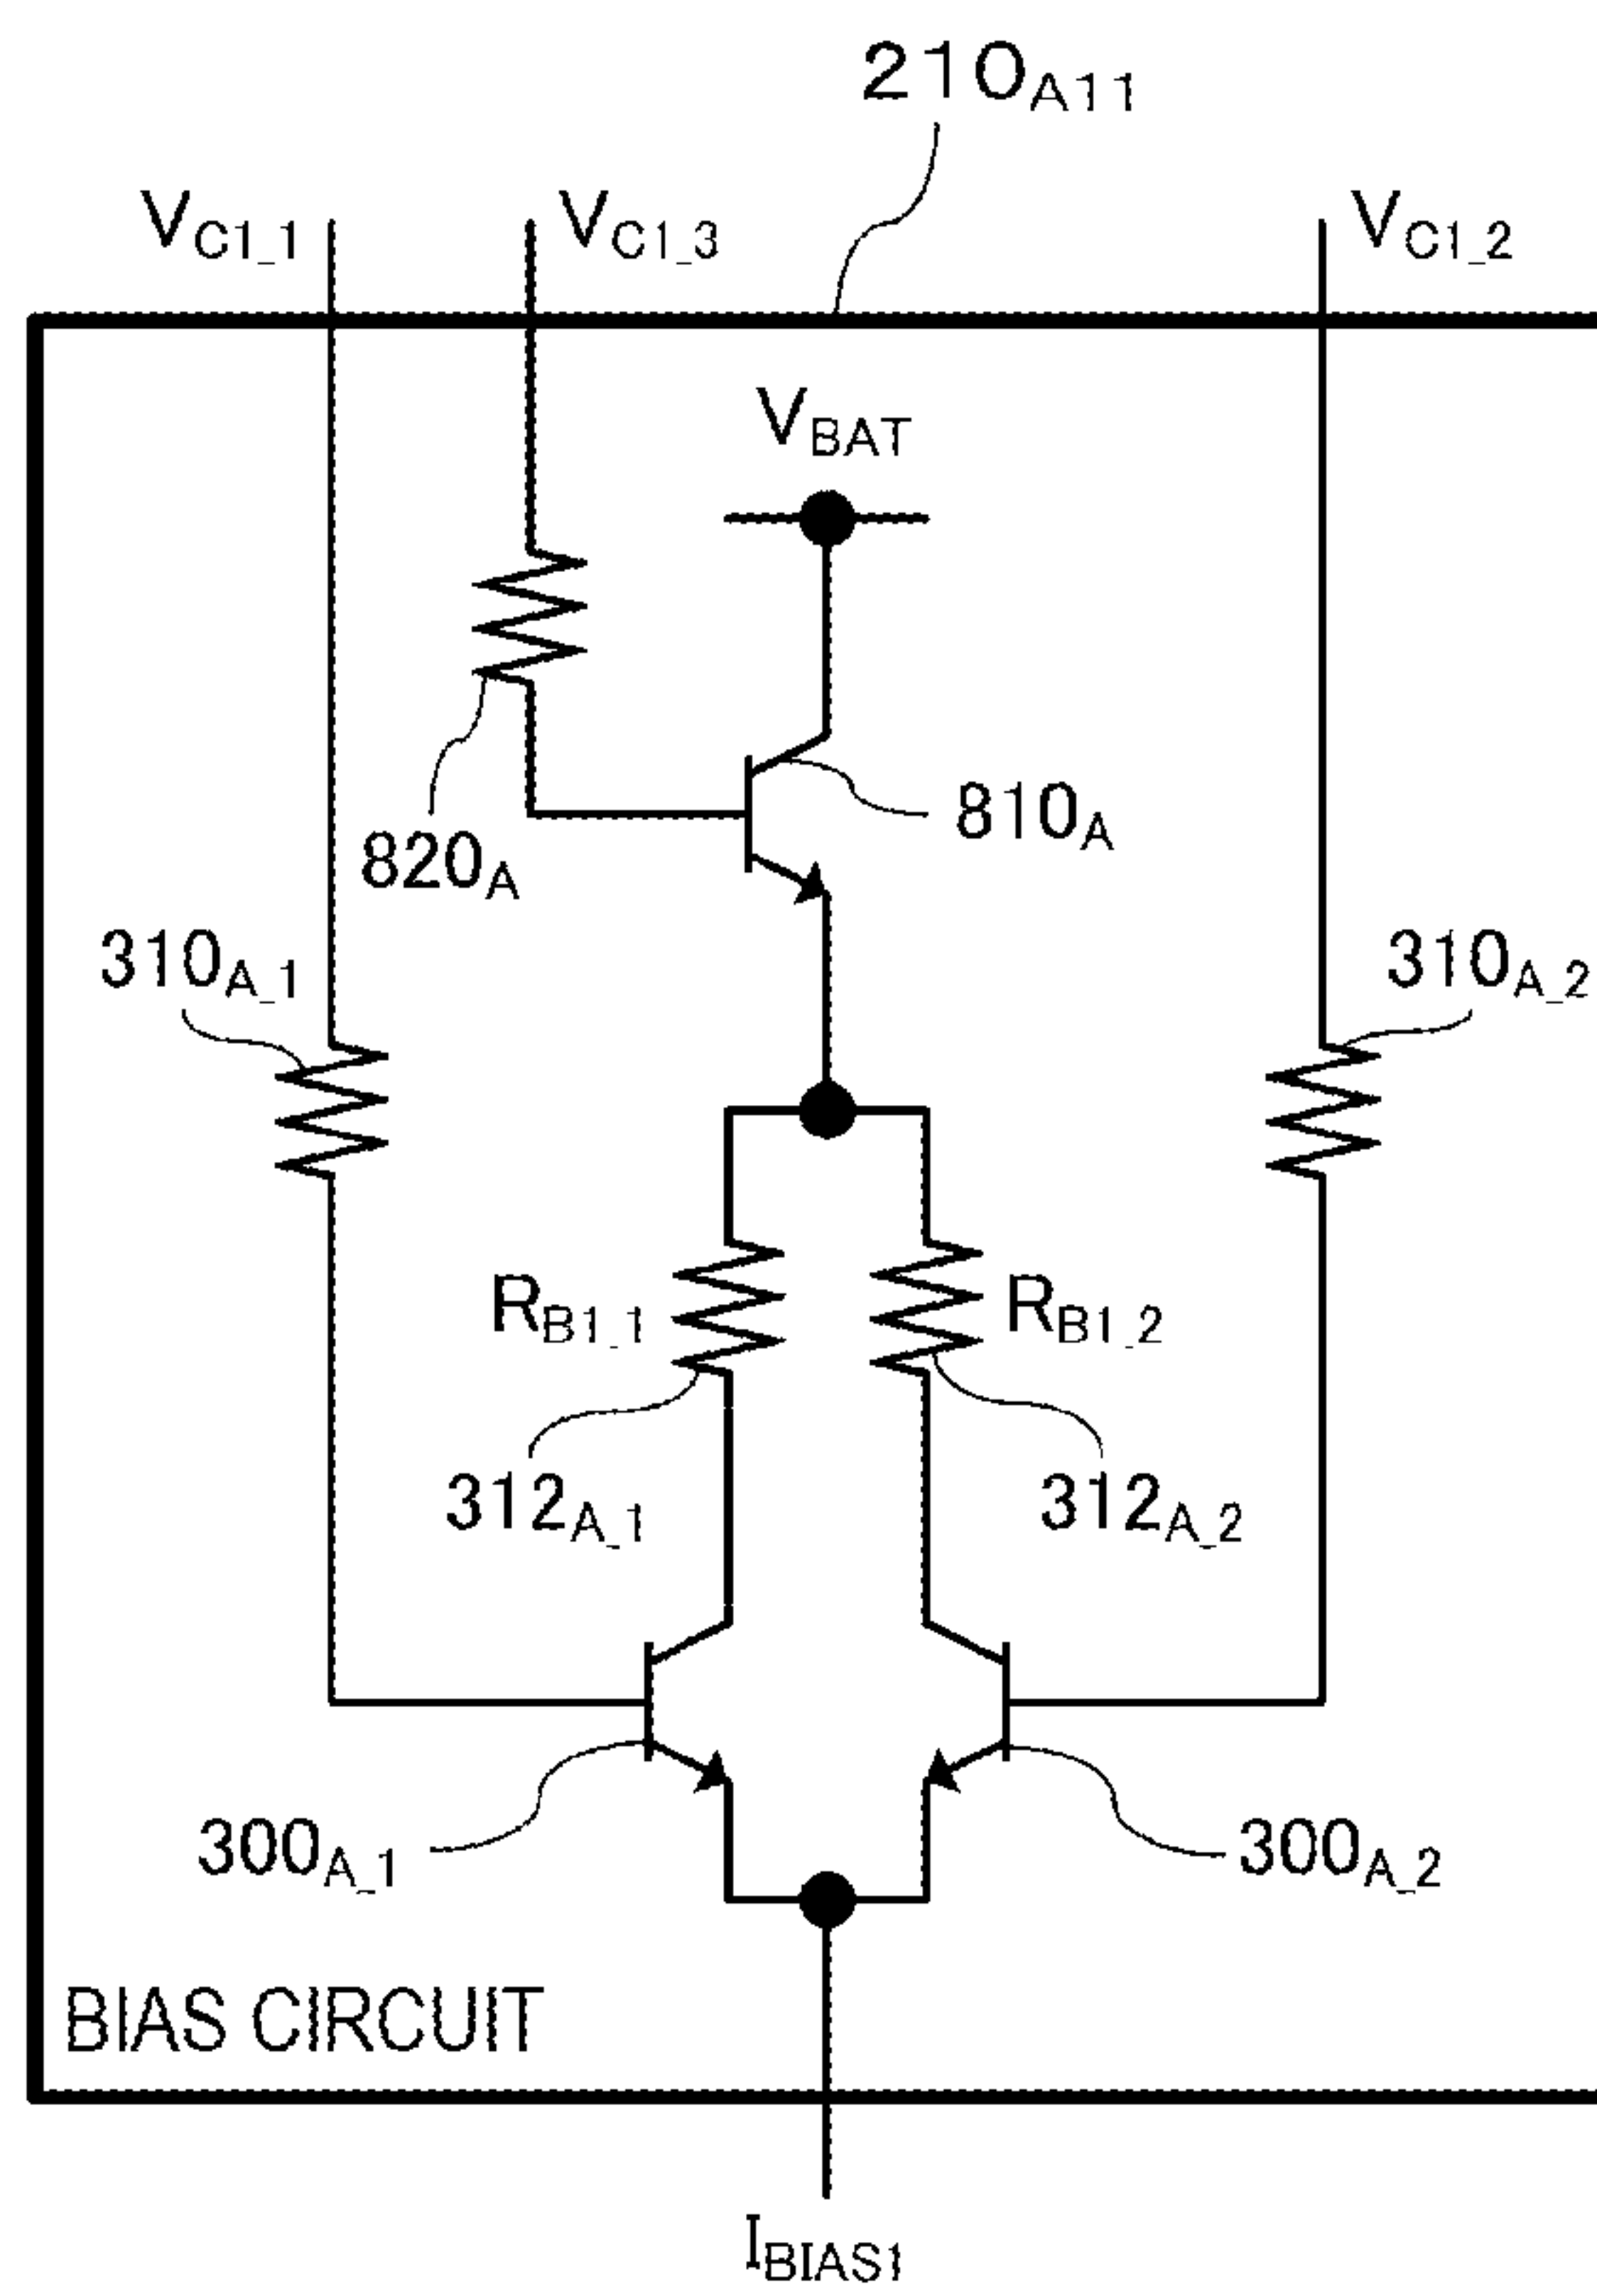 210A11
VC1_1
VC1_3
VC1_2
VBAT
810A
820A
310A_1
310A_2
RB1_1
RB1_2
312A_1
312A_2
300A_1
300A_2
BIAS CIRCUIT
IBIAS1